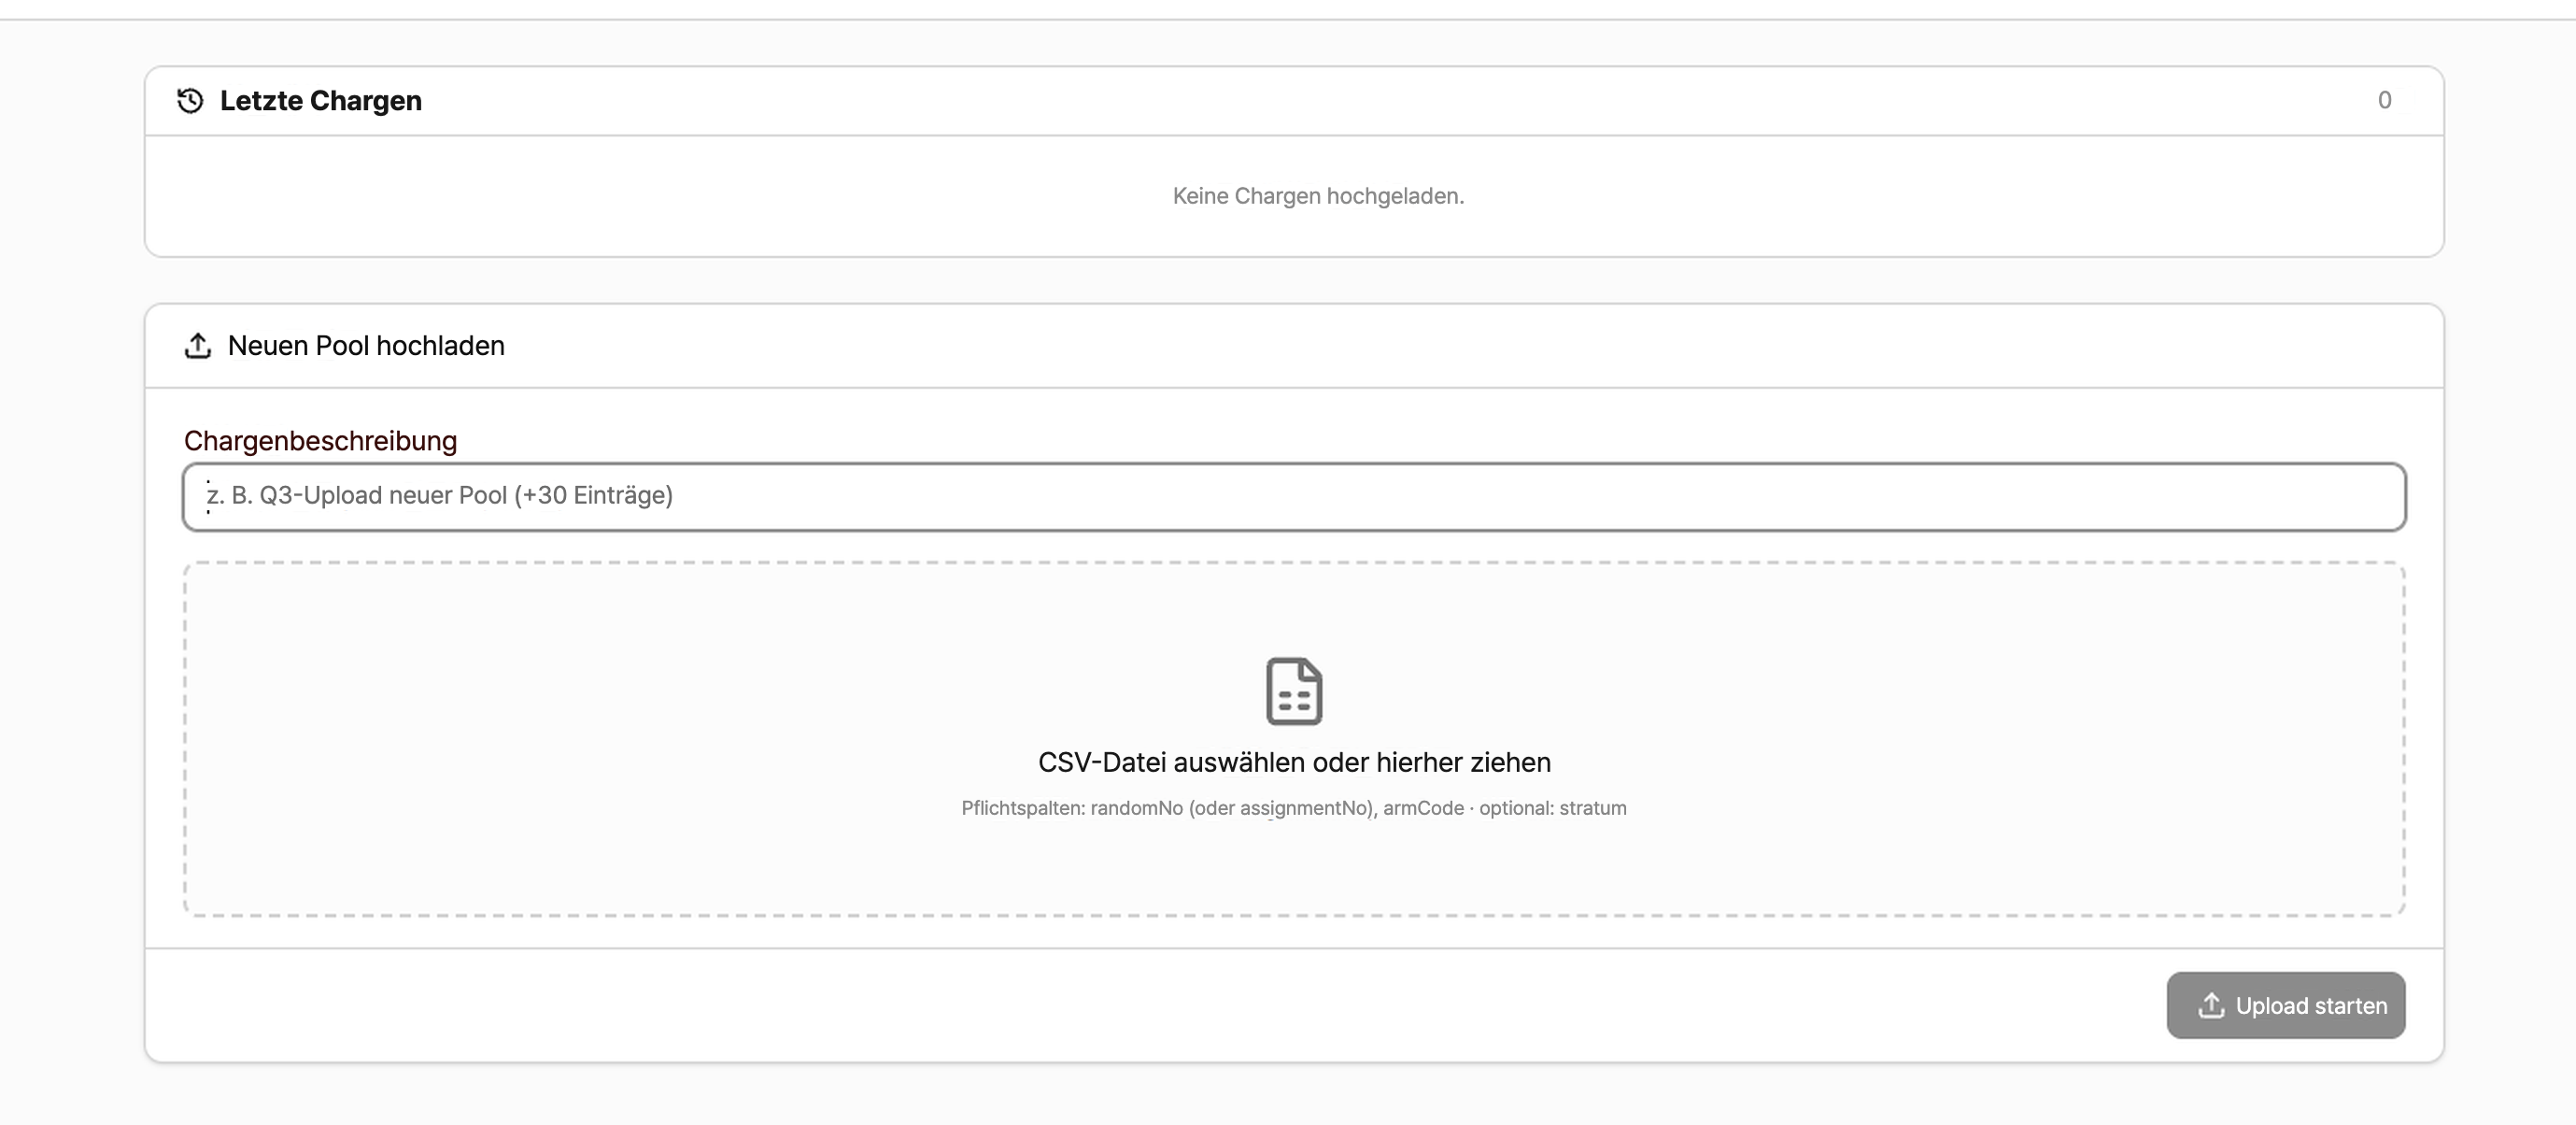 Letzte Chargen
0
Keine Chargen hochgeladen.
Neuen Pool hochladen
Chargenbeschreibung
z. B. Q3-Upload neuer Pool (+30 Einträge)
CSV-Datei auswählen oder hierher ziehen
Pflichtspalten: randomNo (oder assignmentNo), armCode · optional: stratum
Upload starten